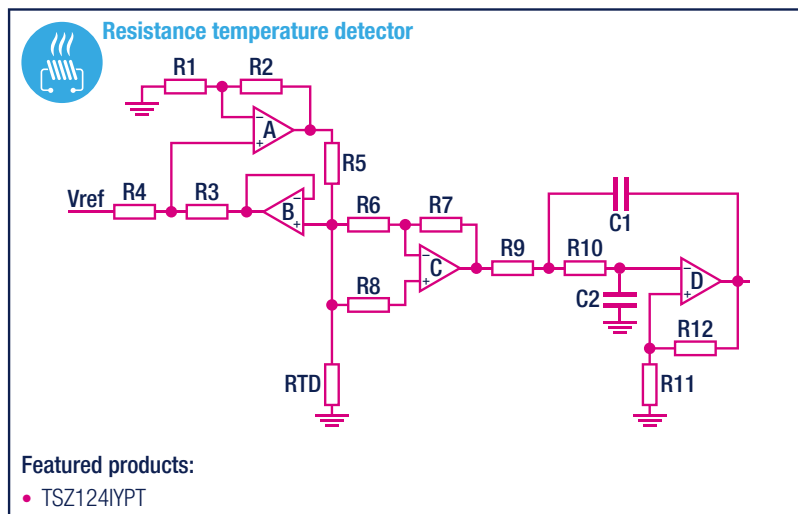 Resistance temperature detector
R1 R2
A
R5
Vref R4 R3
B
R6 R7
C
R8
R9
C1
R10
D
C2
R12
R11
RTD
− + − + − + − +
Featured products:
• TSZ124IYPT